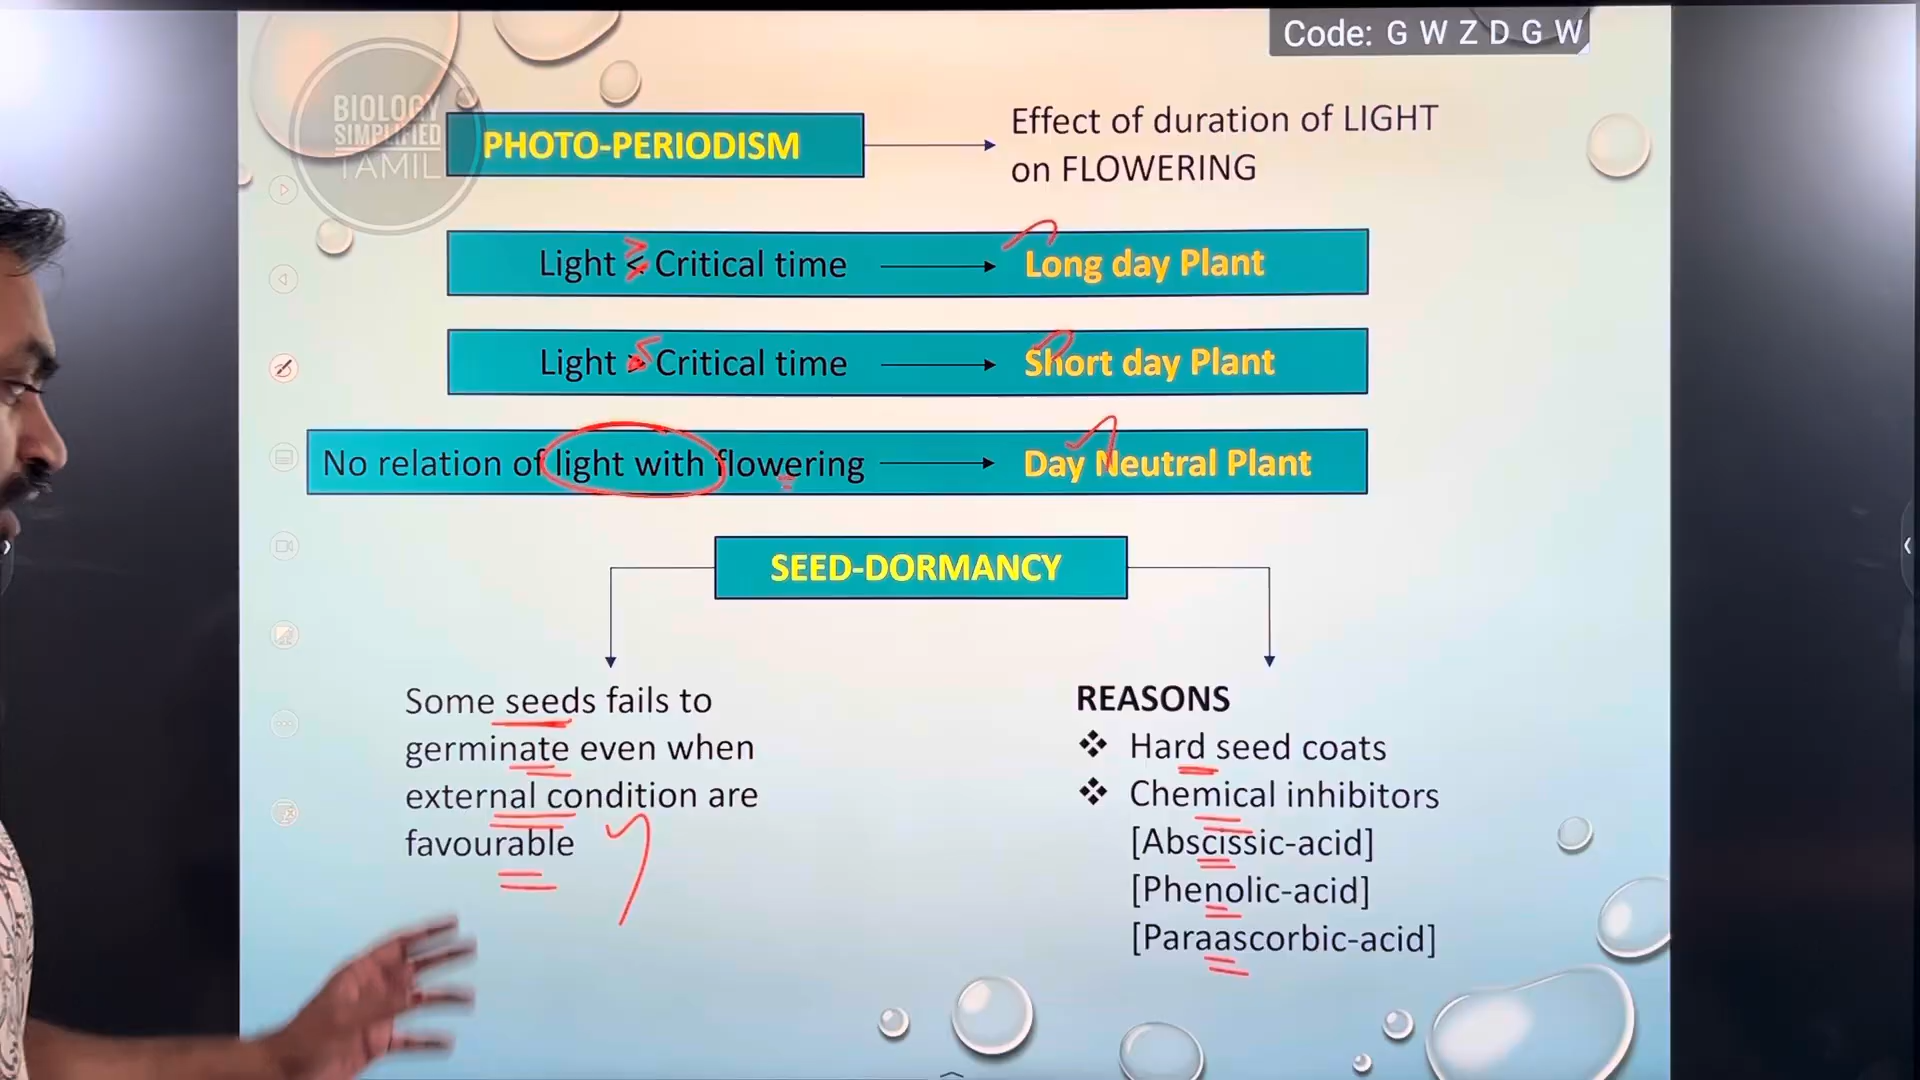 Code: G W Z D G W
BIOLOGY
SIMPLIFIED
TAMIL
PHOTO-PERIODISM
Effect of duration of LIGHT
on FLOWERING
Light < Critical time
Long day Plant
Light > Critical time
Short day Plant
No relation of light with flowering
Day Neutral Plant
SEED-DORMANCY
Some seeds fails to
germinate even when
external condition are
favourable
REASONS
❖ Hard seed coats
❖ Chemical inhibitors
[Abscissic-acid]
[Phenolic-acid]
[Paraascorbic-acid]